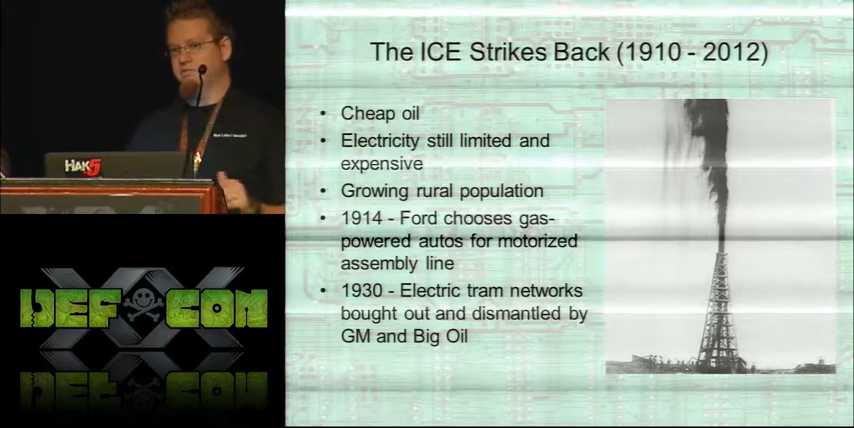 The ICE Strikes Back (1910 - 2012)
• Cheap oil
• Electricity still limited and
expensive
• Growing rural population
• 1914 - Ford chooses gas-
powered autos for motorized
assembly line
• 1930 - Electric tram networks
bought out and dismantled by
GM and Big Oil
HAK5
XX
DEF CON